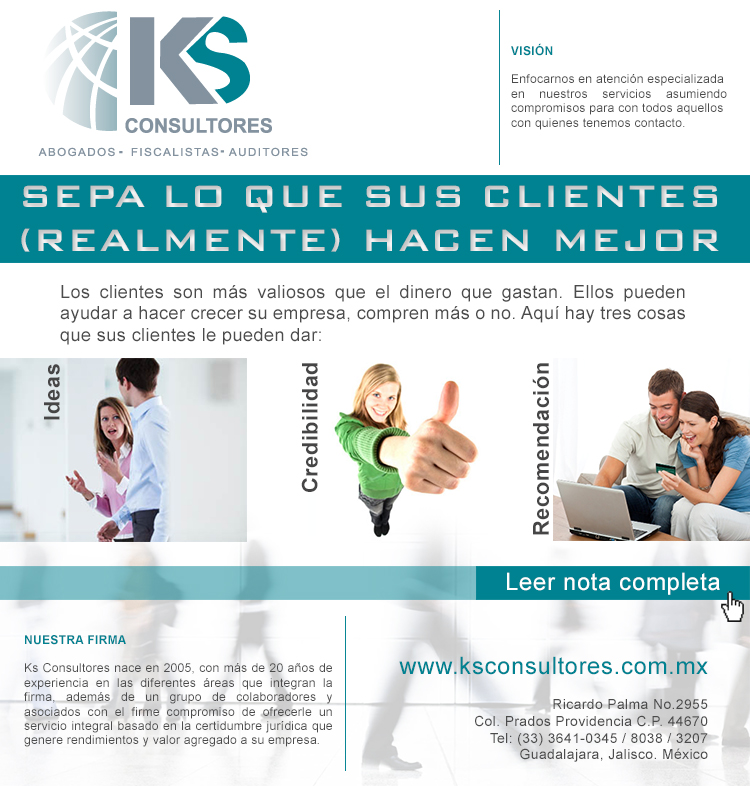 KS
CONSULTORES
ABOGADOS• FISCALISTAS• AUDITORES
VISIÓN
Enfocarnos en atención especializada
en nuestros servicios asumiendo
compromisos para con todos aquellos
con quienes tenemos contacto.
SEPA LO QUE SUS CLIENTES
(REALMENTE) HACEN MEJOR
Los clientes son más valiosos que el dinero que gastan. Ellos pueden
ayudar a hacer crecer su empresa, compren más o no. Aquí hay tres cosas
que sus clientes le pueden dar:
Ideas
Credibilidad
Recomendación
Leer nota completa
NUESTRA FIRMA
Ks Consultores nace en 2005, con más de 20 años de
experiencia en las diferentes áreas que integran la
firma, además de un grupo de colaboradores y
asociados con el firme compromiso de ofrecerle un
servicio integral basado en la certidumbre jurídica que
genere rendimientos y valor agregado a su empresa.
www.ksconsultores.com.mx
Ricardo Palma No.2955
Col. Prados Providencia C.P. 44670
Tel: (33) 3641-0345 / 8038 / 3207
Guadalajara, Jalisco. México